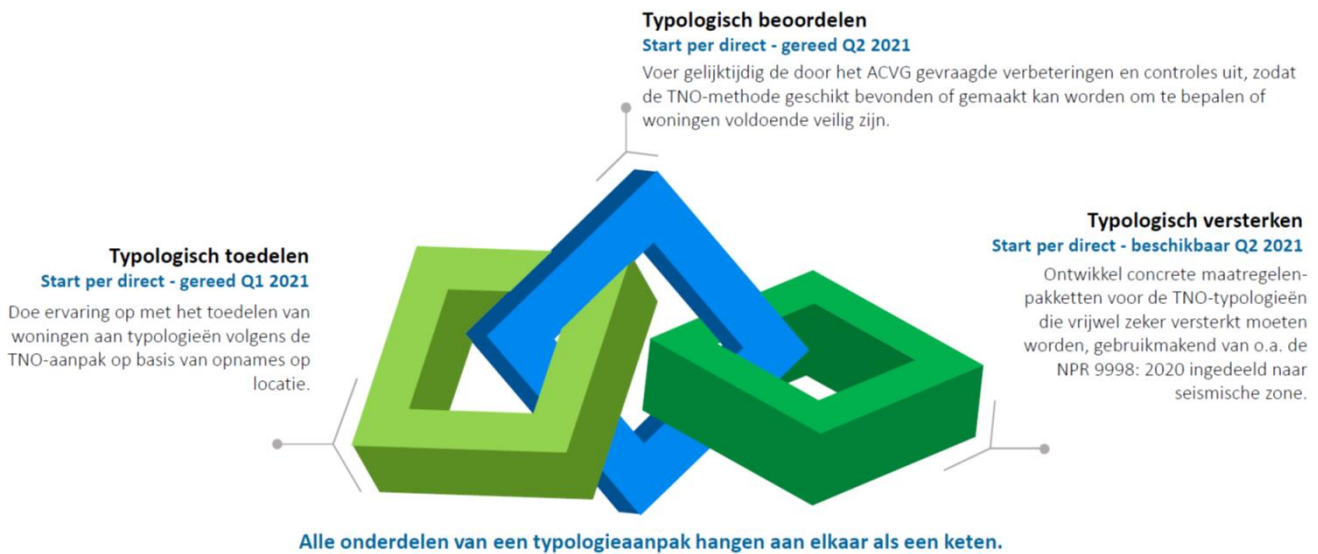 Typologisch beoordelen
Start per direct - gereed Q2 2021
Voer gelijktijdig de door het ACVG gevraagde verbeteringen en controles uit, zodat
de TNO-methode geschikt bevonden of gemaakt kan worden om te bepalen of
woningen voldoende veilig zijn.
Typologisch toedelen
Start per direct - gereed Q1 2021
Doe ervaring op met het toedelen van
woningen aan typologieën volgens de
TNO-aanpak op basis van opnames op
locatie.
Typologisch versterken
Start per direct - beschikbaar Q2 2021
Ontwikkel concrete maatregelen-
pakketten voor de TNO-typologieën
die vrijwel zeker versterkt moeten
worden, gebruikmakend van o.a. de
NPR 9998: 2020 ingedeeld naar
seismische zone.
Alle onderdelen van een typologieaanpak hangen aan elkaar als een keten.